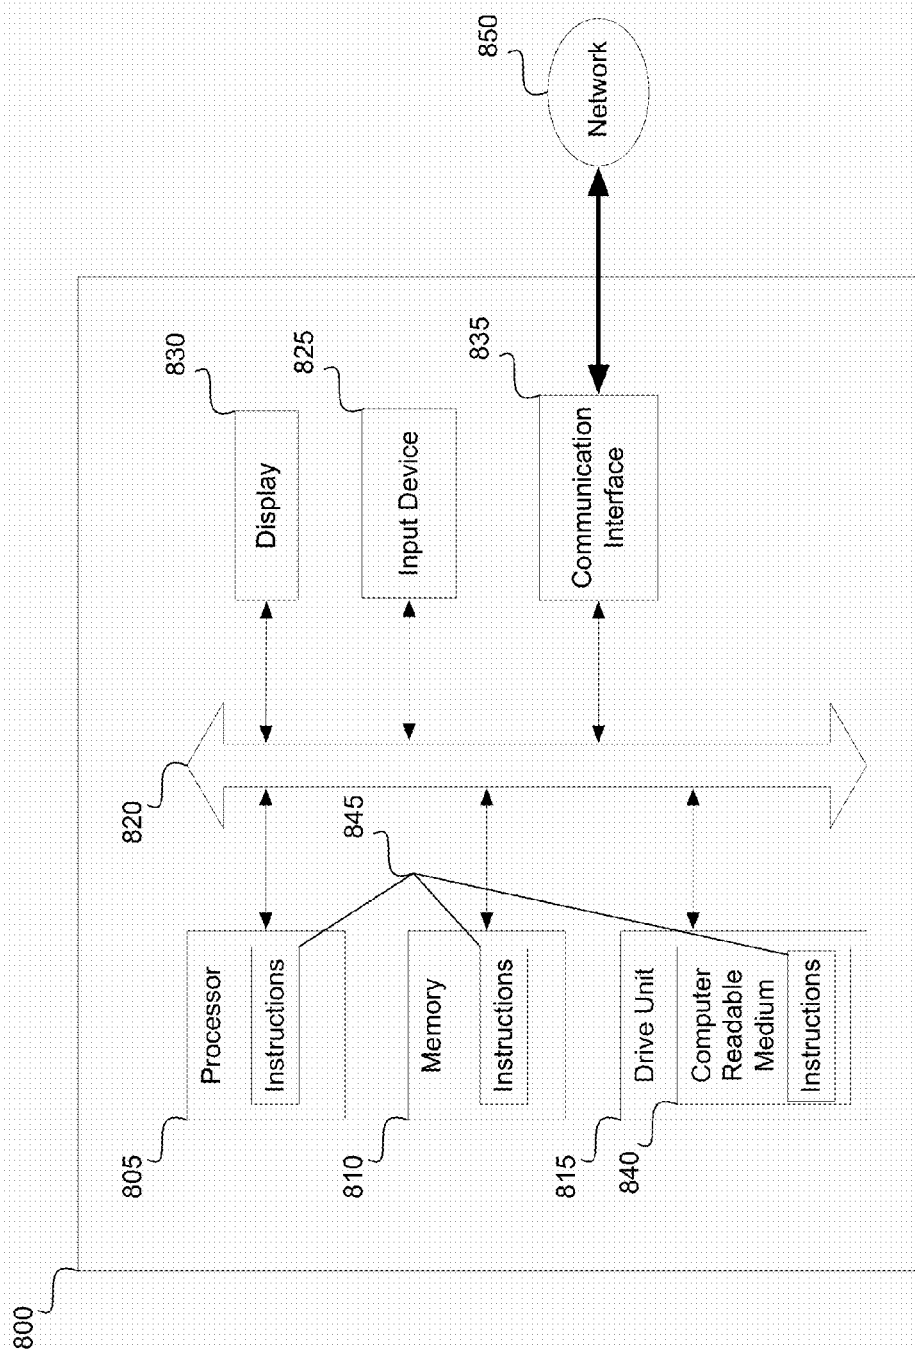 800
805
Processor
Instructions
810
Memory
Instructions
815
Drive Unit
840
Computer
Readable
Medium
Instructions
820
845
830
Display
825
Input Device
835
Communication
Interface
850
Network